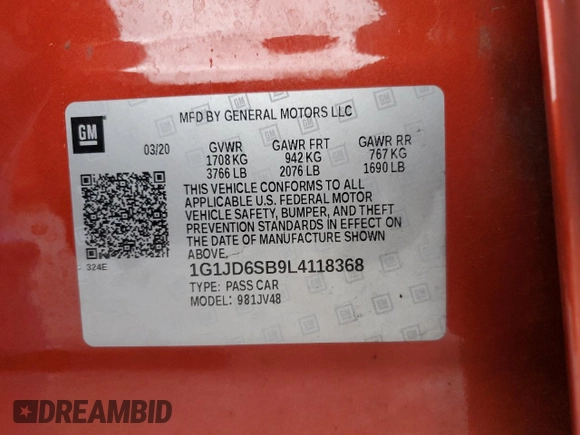 MFD BY GENERAL MOTORS LLC
GM
03/20 GVWR GAWR FRT GAWR RR
1708 KG 942 KG 767 KG
3766 LB 2076 LB 1690 LB
THIS VEHICLE CONFORMS TO ALL
APPLICABLE U.S. FEDERAL MOTOR
VEHICLE SAFETY, BUMPER, AND THEFT
PREVENTION STANDARDS IN EFFECT ON
THE DATE OF MANUFACTURE SHOWN
ABOVE.
324E
1G1JD6SB9L4118368
TYPE: PASS CAR
MODEL: 981JV48
DREAMBID